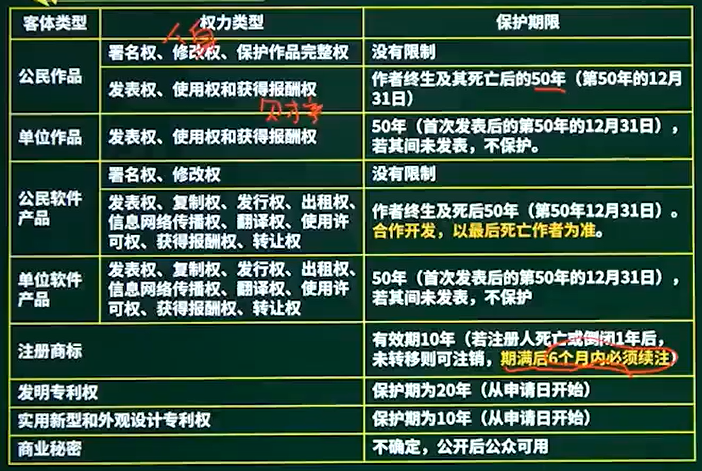 客体类型 权力类型 保护期限
公民作品
署名权、修改权、保护作品完整权 没有限制
发表权、使用权和获得报酬权
作者终生及其死亡后的50年（第50年的12月
31日）
单位作品
发表权、使用权和获得报酬权
50年（首次发表后的第50年的12月31日），
若其间未发表，不保护。
公民软件
产品
署名权、修改权 没有限制
发表权、复制权、发行权、出租权、
信息网络传播权、翻译权、使用许
可权、获得报酬权、转让权
作者终生及死后50年（第50年12月31日）。
合作开发，以最后死亡作者为准。
单位软件
产品
发表权、复制权、发行权、出租权、
信息网络传播权、翻译权、使用许
可权、获得报酬权、转让权
50年（首次发表后的第50年的12月31日），
若其间未发表，不保护
注册商标
有效期10年（若注册人死亡或倒闭1年后，
未转移则可注销，期满后6个月内必须续注）
发明专利权 保护期为20年（从申请日开始）
实用新型和外观设计专利权 保护期为10年（从申请日开始）
商业秘密 不确定，公开后公众可用